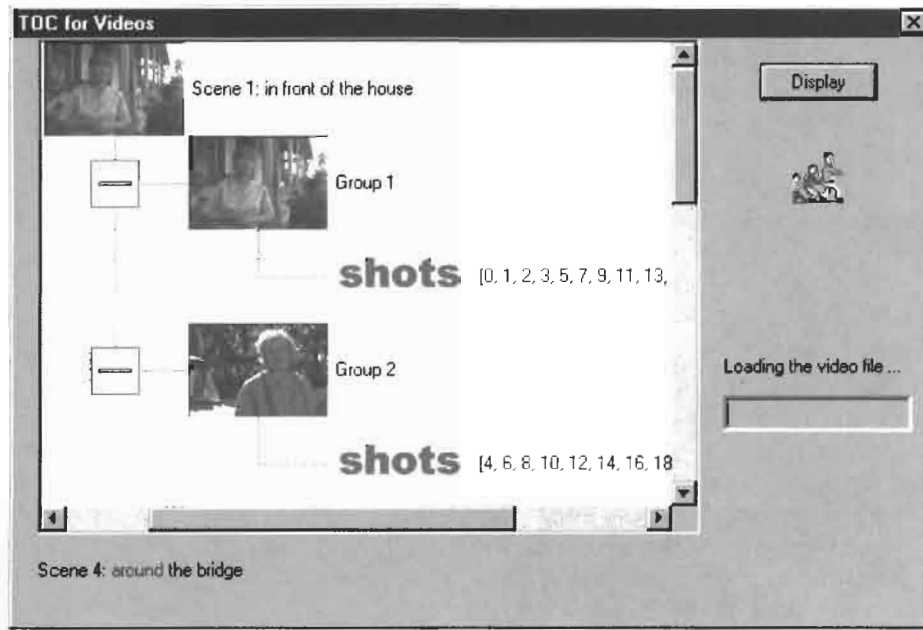 TOC for Videos
Scene 1: in front of the house
Display
Group 1
shots [0, 1, 2, 3, 5, 7, 9, 11, 13,
Group 2
Loading the video file ...
shots [4, 6, 8, 10, 12, 14, 16, 18
Scene 4: around the bridge